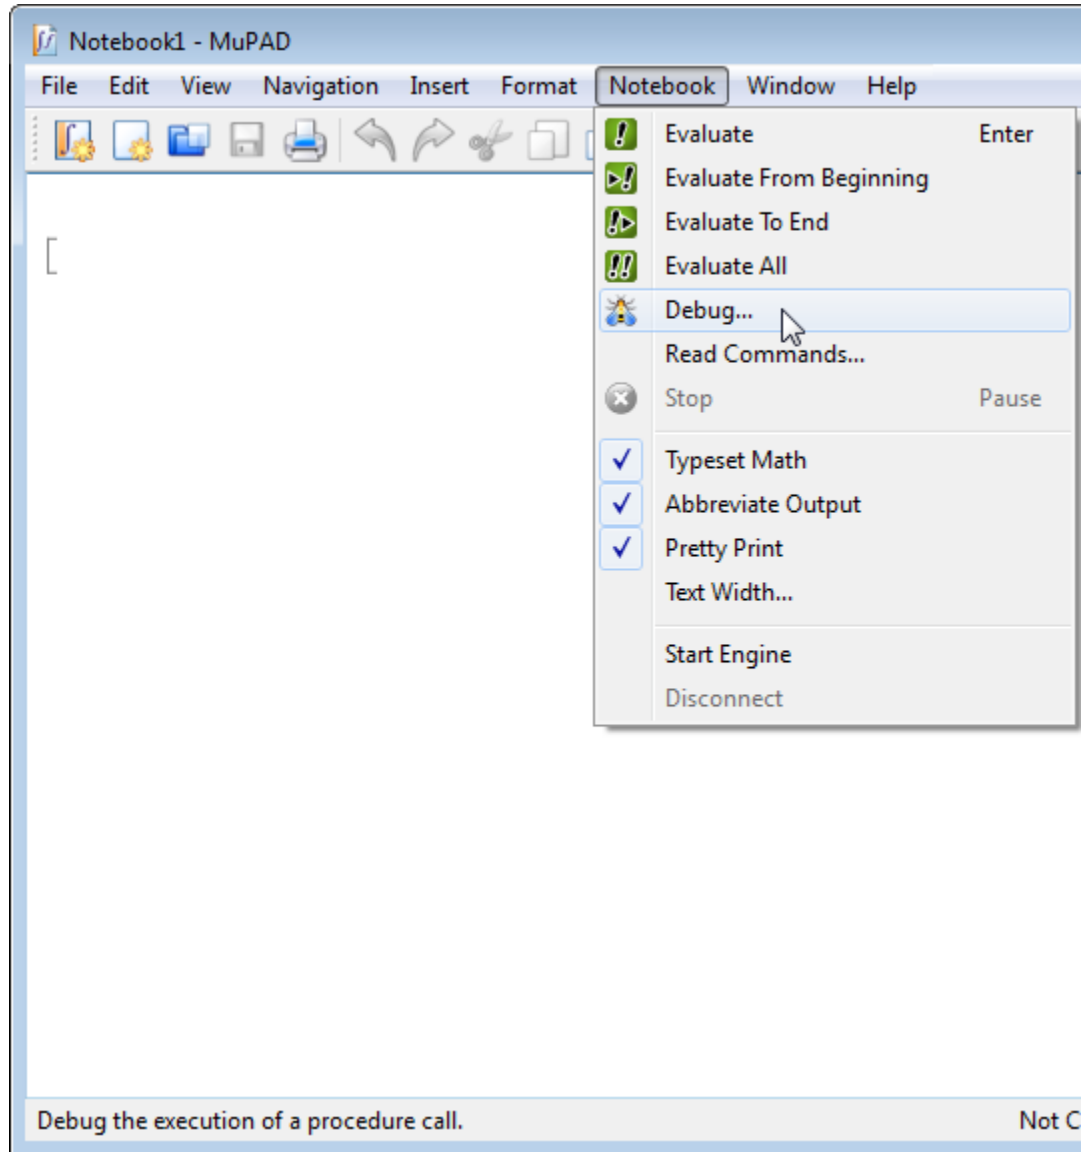 Notebook1 - MuPAD
File Edit View Navigation Insert Format Notebook Window Help
Evaluate Enter
Evaluate From Beginning
Evaluate To End
Evaluate All
Debug...
Read Commands...
Stop Pause
Typeset Math
Abbreviate Output
Pretty Print
Text Width...
Start Engine
Disconnect
Debug the execution of a procedure call. Not C